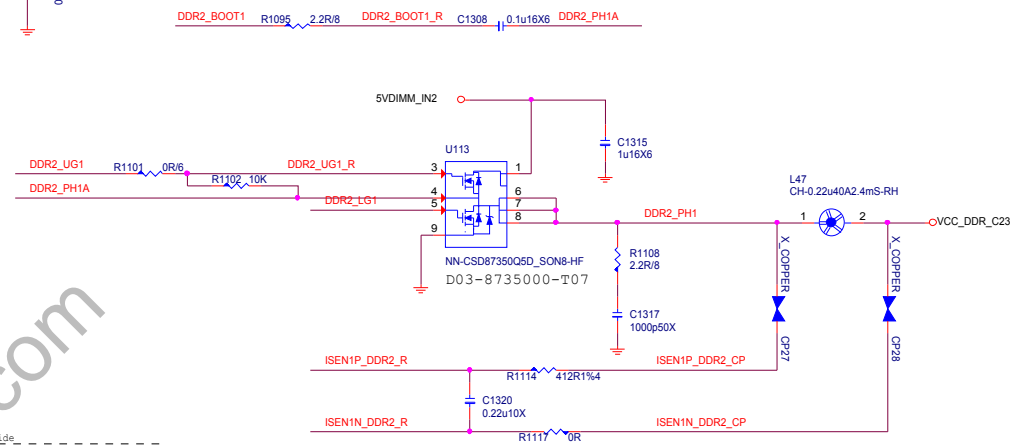 DDR2_BOOT1 R1095 2.2R/8 DDR2_BOOT1_R C1308 0.1u16X6 DDR2_PH1A
5VDIMM_IN2
C1315
1u16X6
U113
DDR2_UG1 R1101 0R/6 DDR2_UG1_R 3 1
R1102 10K
DDR2_PH1A 4 6
DDR2_LG1 5 7
8
9
L47
CH-0.22u40A2.4mS-RH
DDR2_PH1 1 2 VCC_DDR_C23
NN-CSD87350Q5D_SON8-HF
D03-8735000-T07
R1108
2.2R/8
X_COPPER X_COPPER
C1317
1000p50X
CP27 CP28
ISEN1P_DDR2_R R1114 412R1%4 ISEN1P_DDR2_CP
C1320
0.22u10X
ISEN1N_DDR2_R R1117 0R ISEN1N_DDR2_CP
com
ide